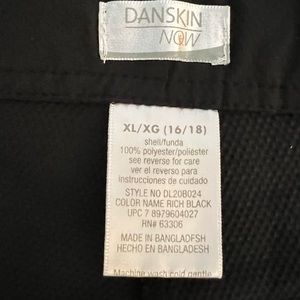 DANSKIN
NOW
XL/XG (16/18)
shell/funda
100% polyester/poliéster
see reverse for care
ver el reverso para
instrucciones de cuidado
STYLE NO DL20B024
COLOR NAME RICH BLACK
UPC 7 8979604027
RN# 63306
MADE IN BANGLADESH
HECHO EN BANGLADESH
Machine wash cold gentle